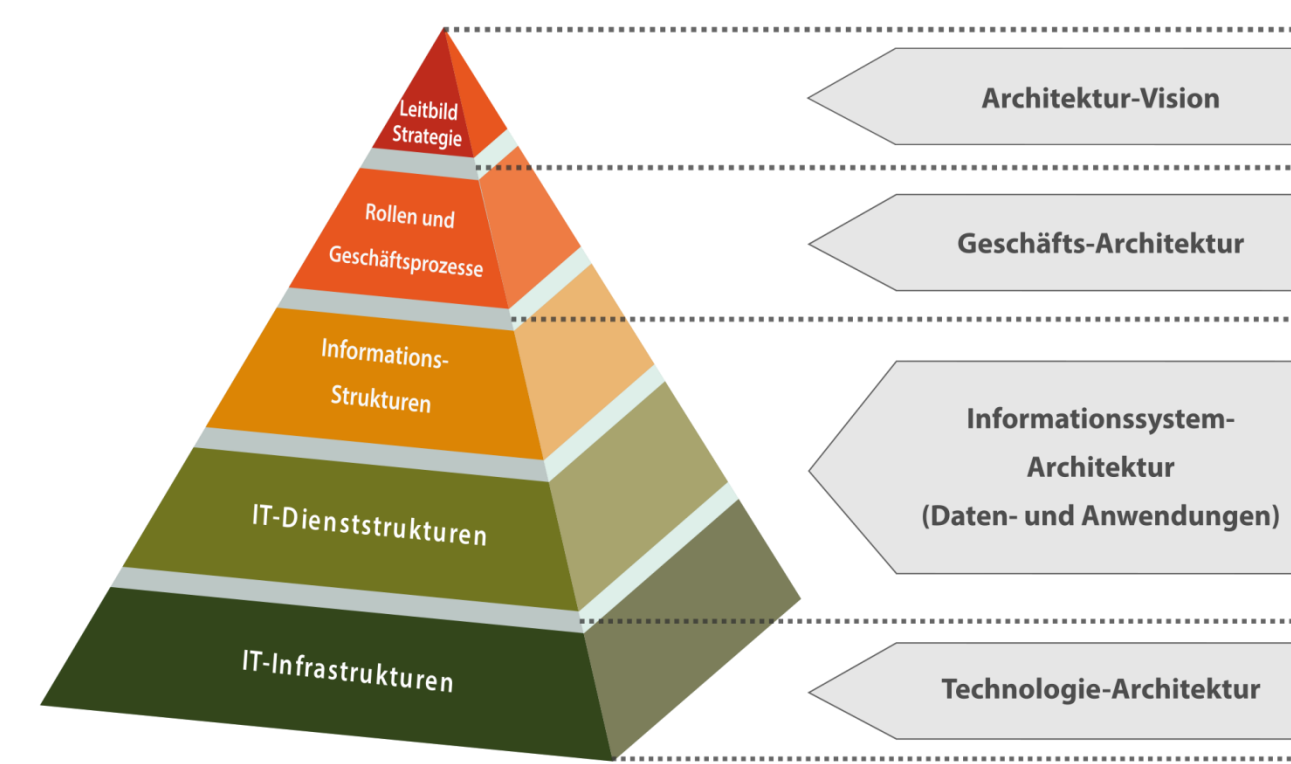 Leitbild
Strategie
Architektur-Vision
Rollen und
Geschäftsprozesse
Geschäfts-Architektur
Informations-
Strukturen
IT-Dienststrukturen
Informationssystem-
Architektur
(Daten- und Anwendungen)
IT-Infrastrukturen
Technologie-Architektur